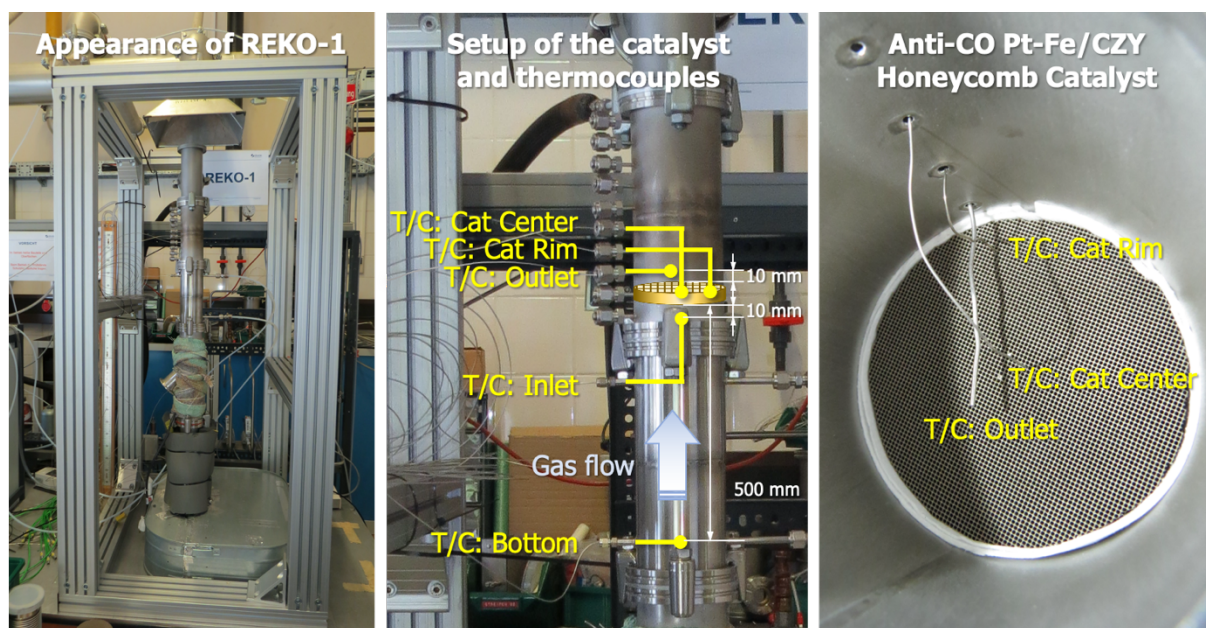 Appearance of REKO-1
REKO-1
Setup of the catalyst
and thermocouples
T/C: Cat Center
T/C: Cat Rim
T/C: Outlet
10 mm
10 mm
T/C: Inlet
Gas flow
500 mm
T/C: Bottom
Anti-CO Pt-Fe/CZY
Honeycomb Catalyst
T/C: Cat Rim
T/C: Cat Center
T/C: Outlet